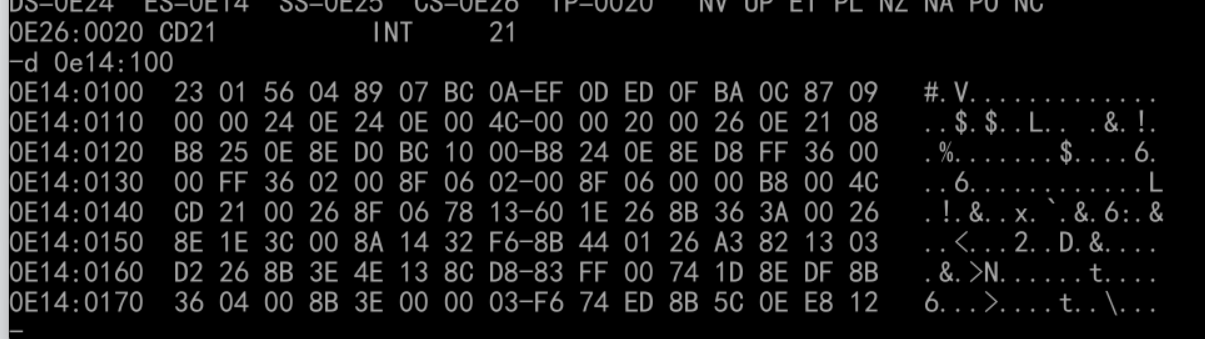 DS=0E24 ES=0E14 SS=0E25 CS=0E26 IP=0020 NV UP EI PL NZ NA PO NC
0E26:0020 CD21 INT 21
-d 0e14:100
0E14:0100 23 01 56 04 89 07 BC 0A-EF 0D ED 0F BA 0C 87 09 #.V.............
0E14:0110 00 00 24 0E 24 0E 00 4C-00 00 20 00 26 0E 21 08 ..$.$..L.. .&.!.
0E14:0120 B8 25 0E 8E D0 BC 10 00-B8 24 0E 8E D8 FF 36 00 .%.......$....6.
0E14:0130 00 FF 36 02 00 8F 06 02-00 8F 06 00 00 B8 00 4C ..6............L
0E14:0140 CD 21 00 26 8F 06 78 13-60 1E 26 8B 36 3A 00 26 .!.&..x.`.&.6:.&
0E14:0150 8E 1E 3C 00 8A 14 32 F6-8B 44 01 26 A3 82 13 03 ..<...2..D.&....
0E14:0160 D2 26 8B 3E 4E 13 8C D8-83 FF 00 74 1D 8E DF 8B .&.>N......t....
0E14:0170 36 04 00 8B 3E 00 00 03-F6 74 ED 8B 5C 0E E8 12 6...>....t..\...
-